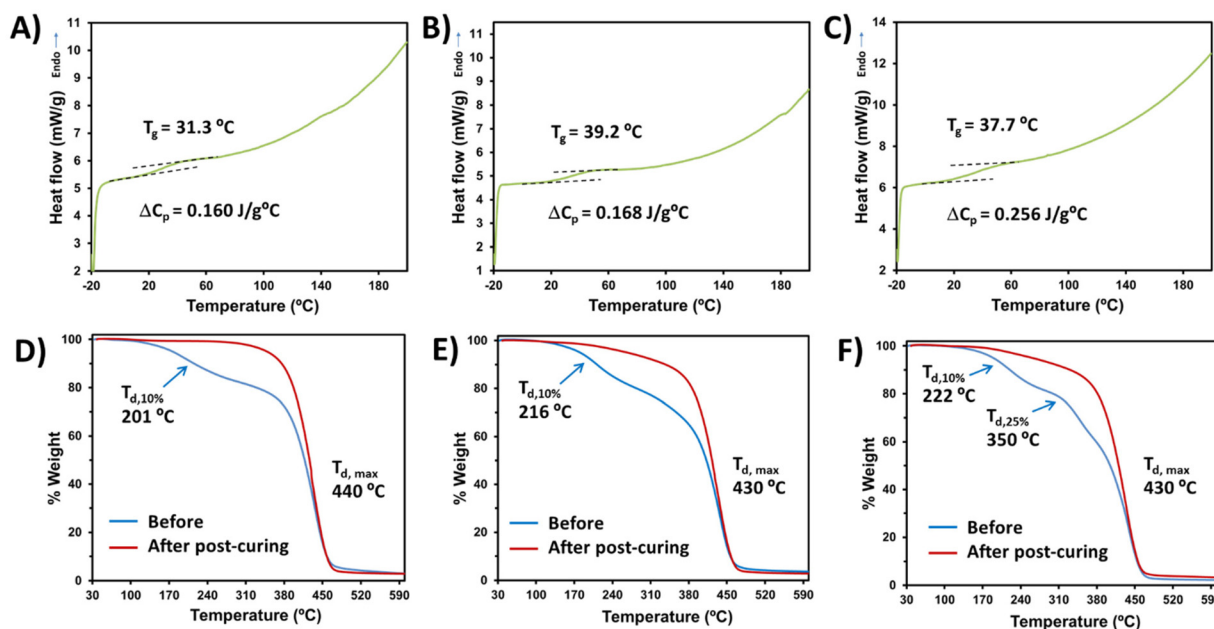 A)
Heat flow (mW/g)
Endo →
11
10
9
8
7
6
5
4
3
2
Tg = 31.3 ºC
ΔCp = 0.160 J/gºC
-20 20 60 100 140 180
Temperature (ºC)
B)
Heat flow (mW/g)
Endo →
11
10
9
8
7
6
5
4
3
2
1
Tg = 39.2 ºC
ΔCp = 0.168 J/gºC
-20 20 60 100 140 180
Temperature (ºC)
C)
Heat flow (mW/g)
Endo →
14
12
10
8
6
4
2
Tg = 37.7 ºC
ΔCp = 0.256 J/gºC
-20 20 60 100 140 180
Temperature (ºC)
D)
% Weight
100
80
60
40
20
0
Td,10%
201 ºC
Td, max
440 ºC
Before
After post-curing
30 100 170 240 310 380 450 520 590
Temperature (ºC)
E)
% Weight
100
80
60
40
20
0
Td,10%
216 ºC
Td, max
430 ºC
Before
After post-curing
30 100 170 240 310 380 450 520 590
Temperature (ºC)
F)
% Weight
100
80
60
40
20
0
Td,10%
222 ºC
Td,25%
350 ºC
Td, max
430 ºC
Before
After post-curing
30 100 170 240 310 380 450 520 590
Temperature (ºC)